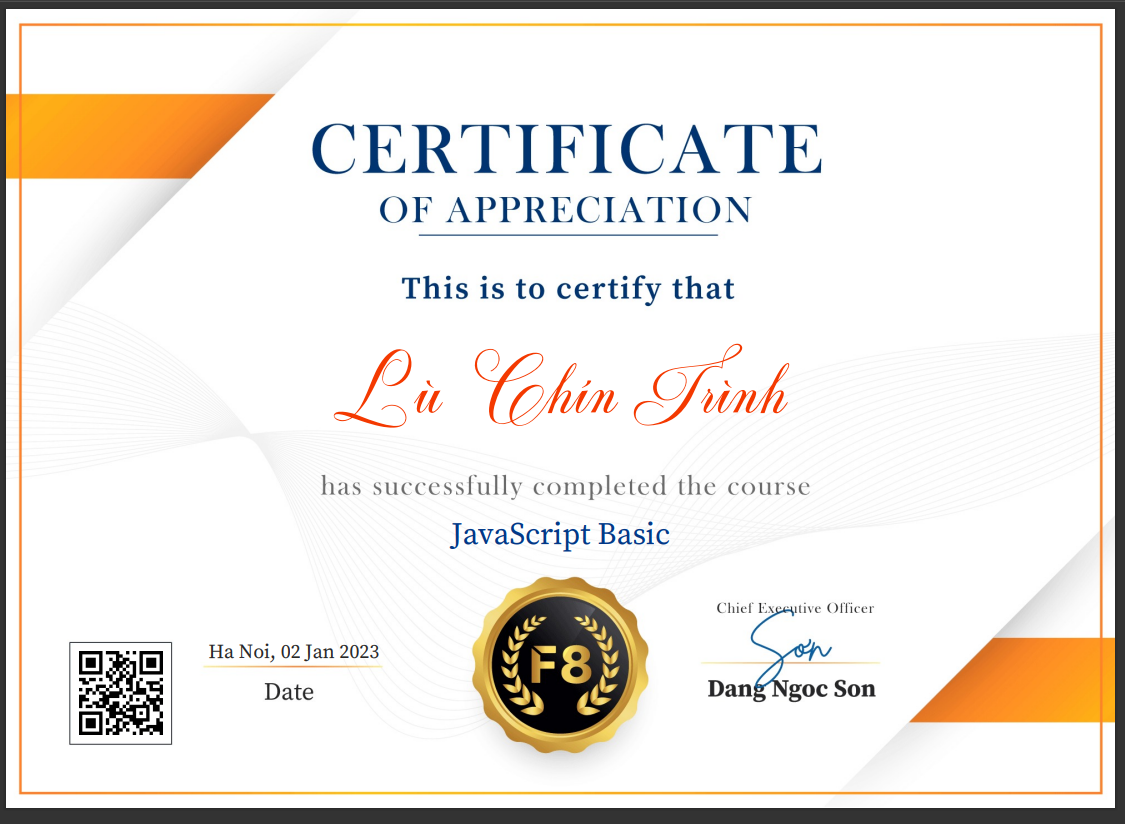 CERTIFICATE
OF APPRECIATION
This is to certify that
Lù Chín Trình
has successfully completed the course
JavaScript Basic
Ha Noi, 02 Jan 2023
Date
F8
Chief Executive Officer
Son
Dang Ngoc Son